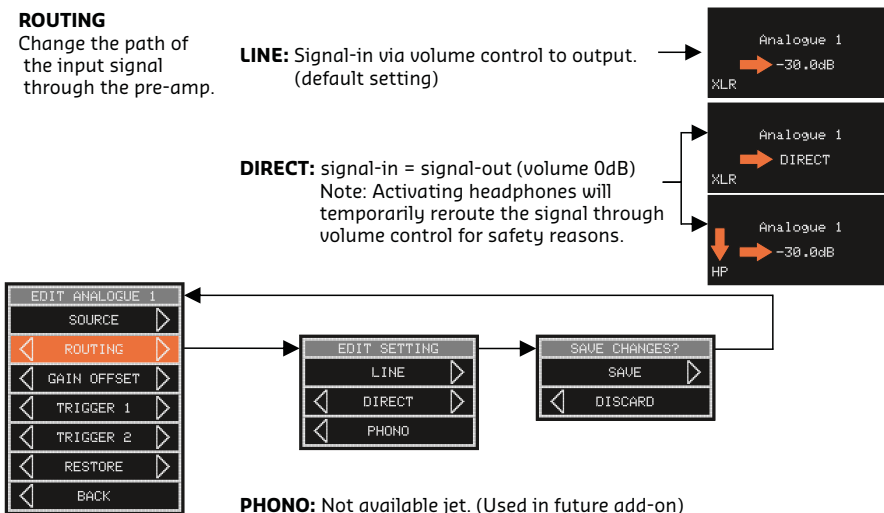 ROUTING
Change the path of
the input signal
through the pre-amp.
LINE: Signal-in via volume control to output.
(default setting)
Analogue 1
-30.0dB
XLR
DIRECT: signal-in = signal-out (volume 0dB)
Note: Activating headphones will
temporarily reroute the signal through
volume control for safety reasons.
Analogue 1
DIRECT
XLR
Analogue 1
-30.0dB
HP
EDIT ANALOGUE 1
SOURCE
ROUTING
GAIN OFFSET
TRIGGER 1
TRIGGER 2
RESTORE
BACK
EDIT SETTING
LINE
DIRECT
PHONO
SAVE CHANGES?
SAVE
DISCARD
PHONO: Not available jet. (Used in future add-on)